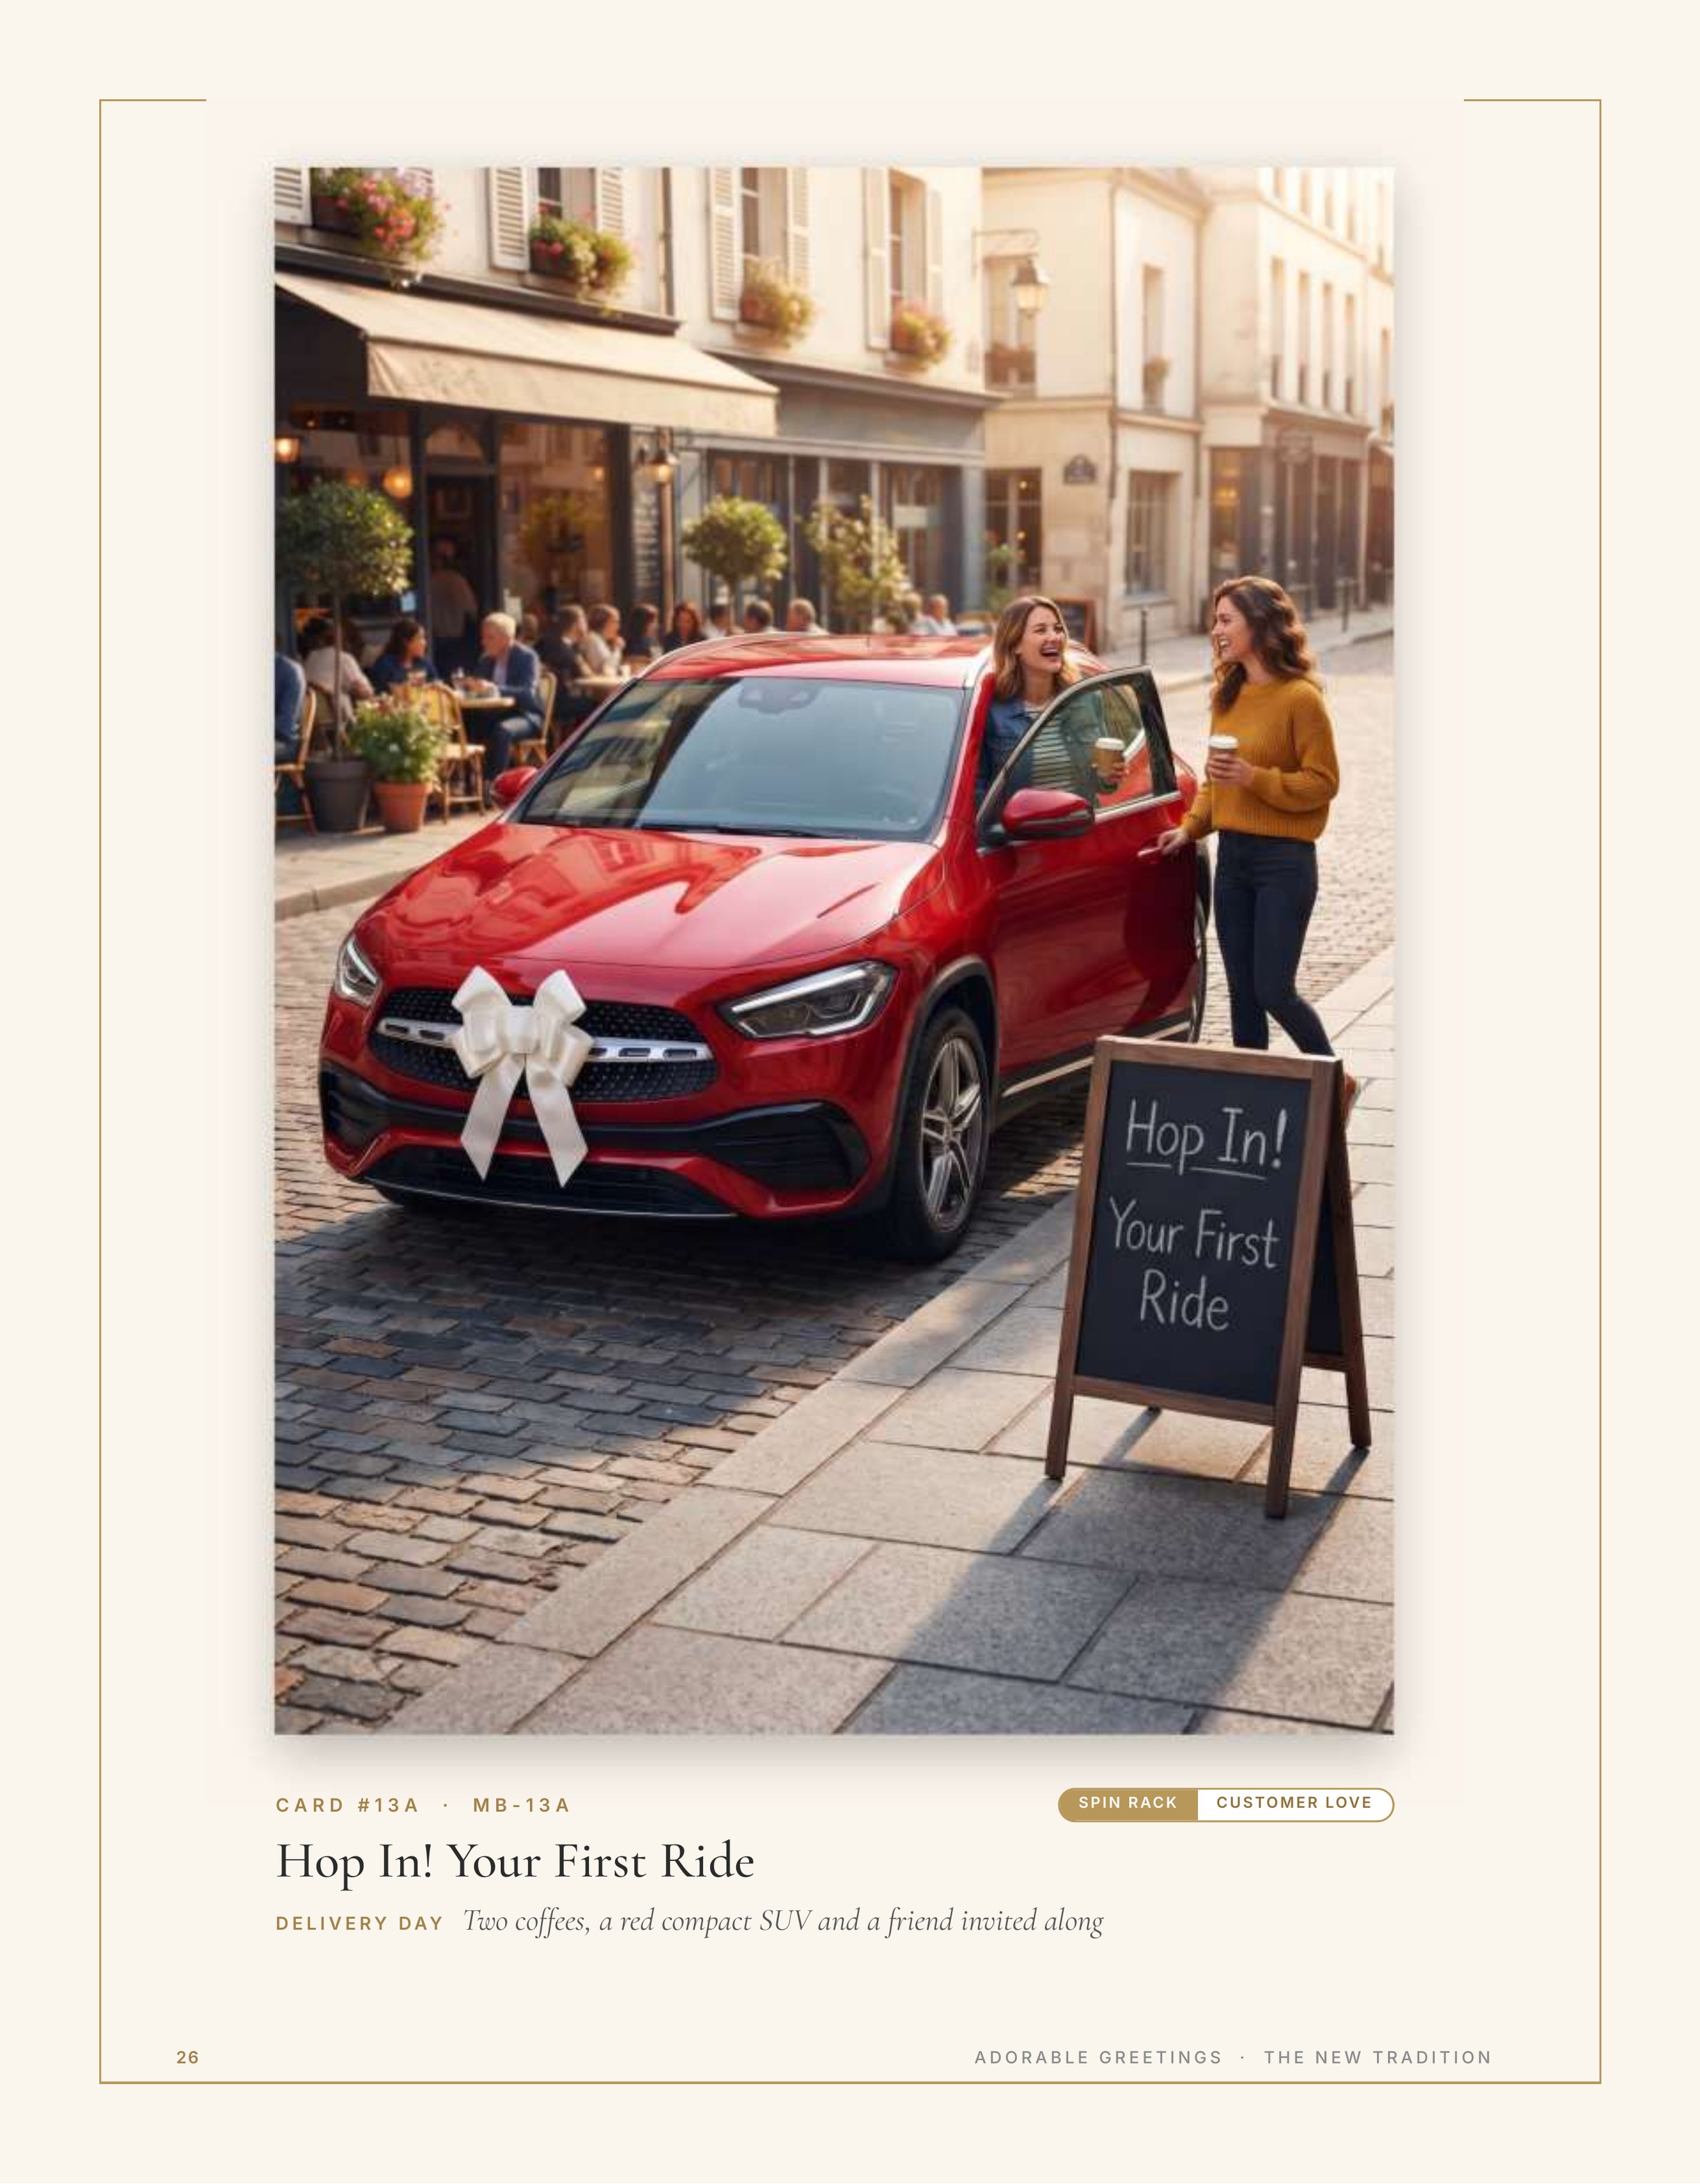 Hop In!
Your First
Ride
CARD #13A · MB-13A
SPIN RACK CUSTOMER LOVE
Hop In! Your First Ride
DELIVERY DAY Two coffees, a red compact SUV and a friend invited along
26
ADORABLE GREETINGS · THE NEW TRADITION